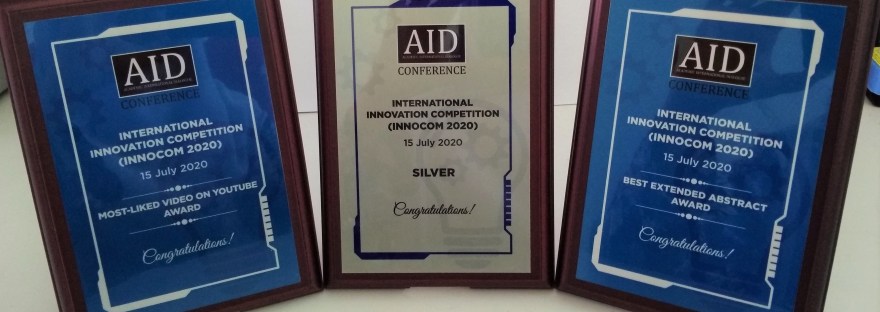 AID
CONFERENCE
INTERNATIONAL
INNOVATION COMPETITION
(INNOCOM 2020)
15 July 2020
MOST-LIKED VIDEO ON YOUTUBE
AWARD
Congratulations!
AID
CONFERENCE
INTERNATIONAL
INNOVATION COMPETITION
(INNOCOM 2020)
15 July 2020
SILVER
Congratulations!
AID
CONFERENCE
INTERNATIONAL
INNOVATION COMPETITION
(INNOCOM 2020)
15 July 2020
BEST EXTENDED ABSTRACT
AWARD
Congratulations!